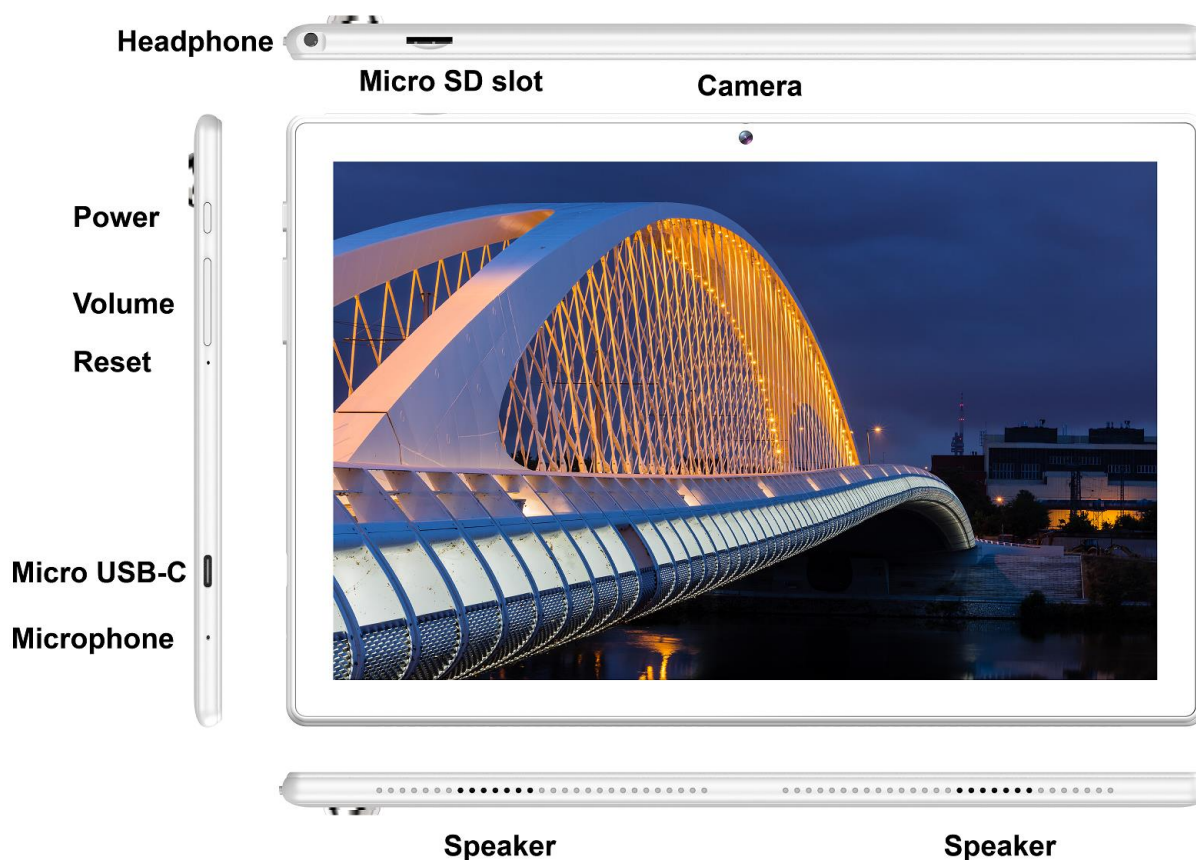 Headphone
Micro SD slot
Camera
Power
Volume
Reset
Micro USB-C
Microphone
Speaker
Speaker